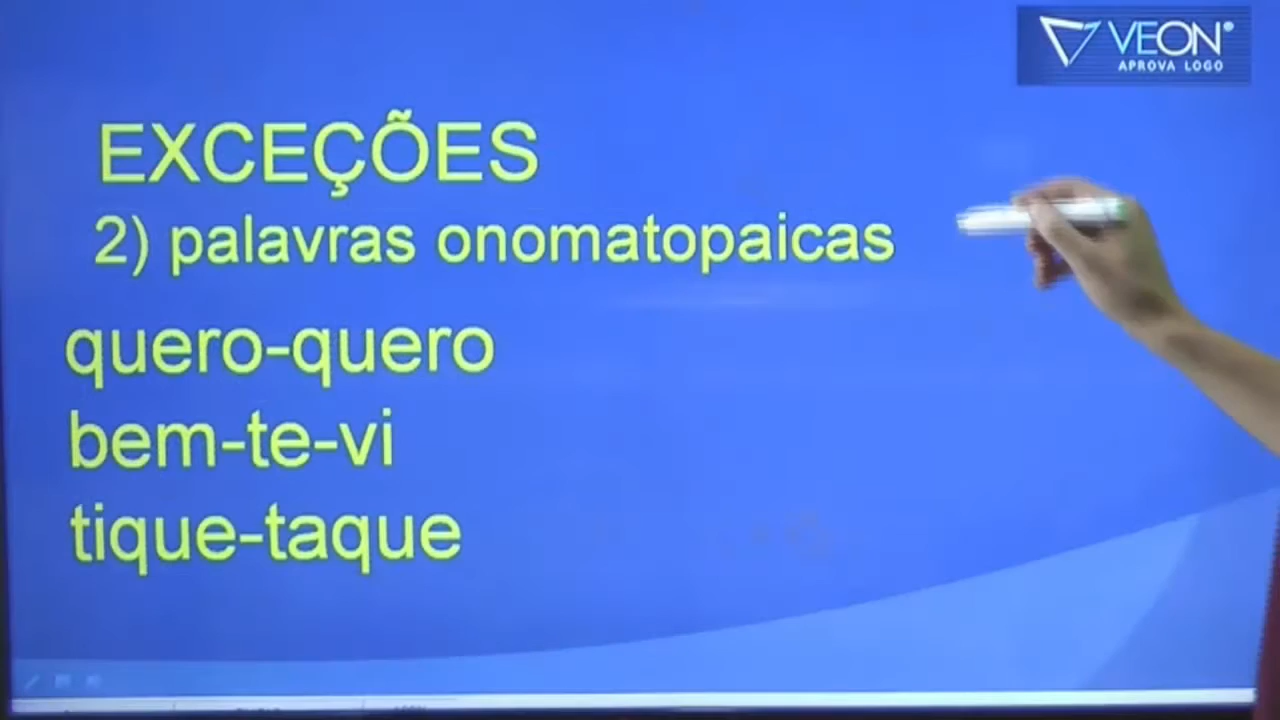 VEON
APROVA LOGO
EXCEÇÕES
2) palavras onomatopaicas
quero-quero
bem-te-vi
tique-taque